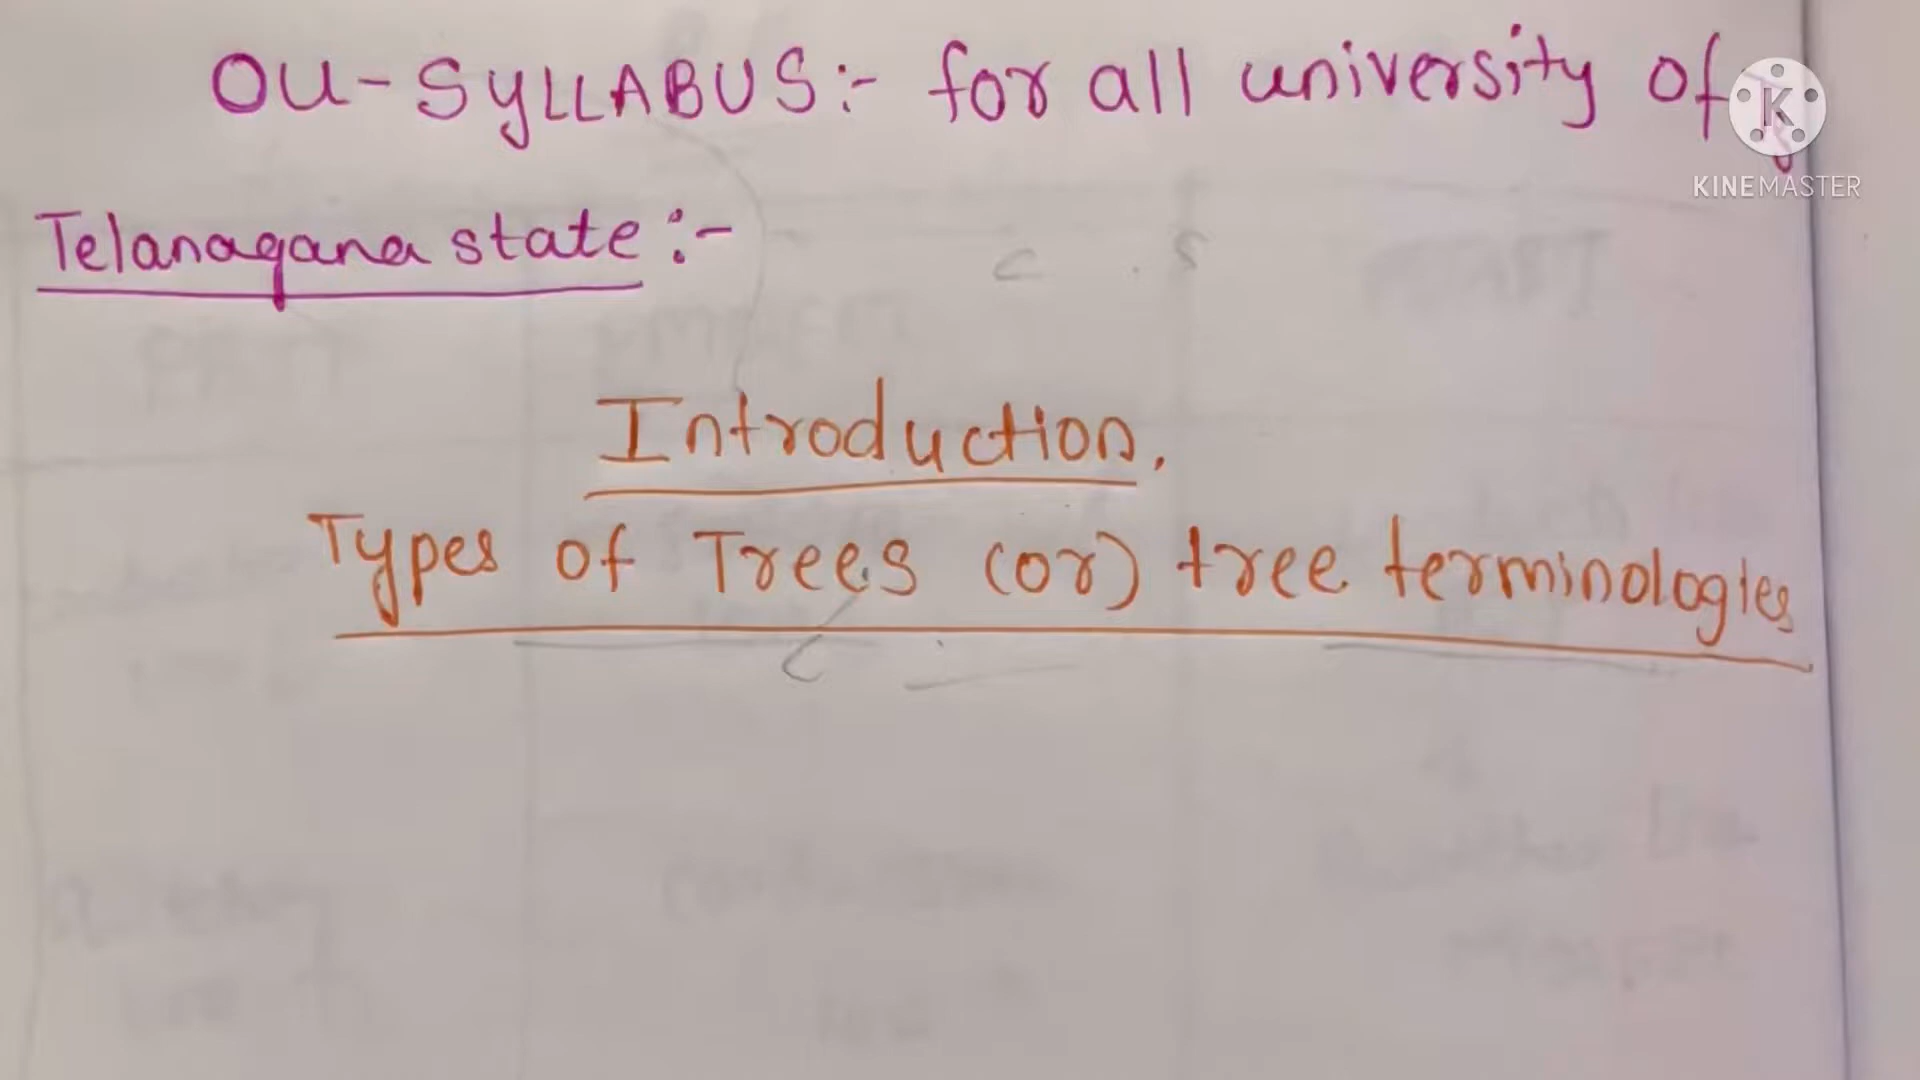 OU-SYLLABUS:- for all university of
Telanagana state:-
Introduction.
Types of Trees (or) tree terminologies
K
KINEMASTER